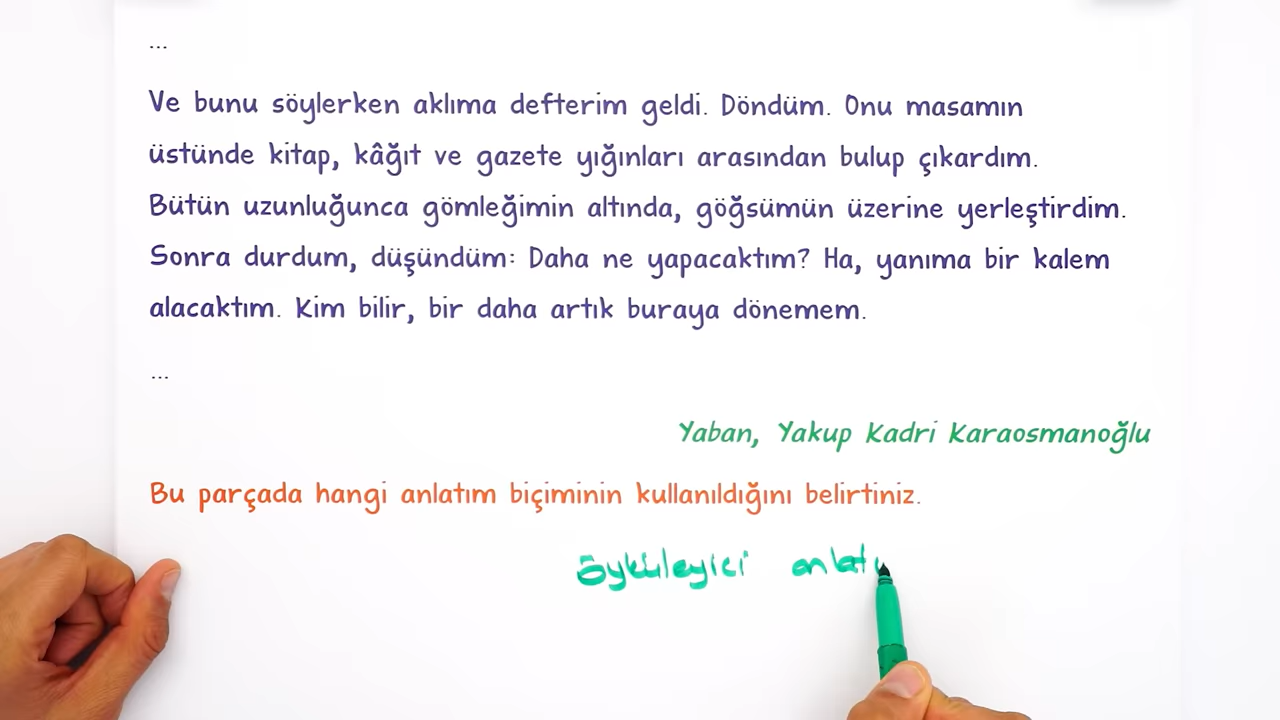 ...
Ve bunu söylerken aklıma defterim geldi. Döndüm. Onu masamın
üstünde kitap, kâğıt ve gazete yığınları arasından bulup çıkardım.
Bütün uzunluğunca gömleğimin altında, göğsümün üzerine yerleştirdim.
Sonra durdum, düşündüm: Daha ne yapacaktım? Ha, yanıma bir kalem
alacaktım. Kim bilir, bir daha artık buraya dönemem.
...
Yaban, Yakup Kadri Karaosmanoğlu
Bu parçada hangi anlatım biçiminin kullanıldığını belirtiniz.
Öyküleyici anlatı